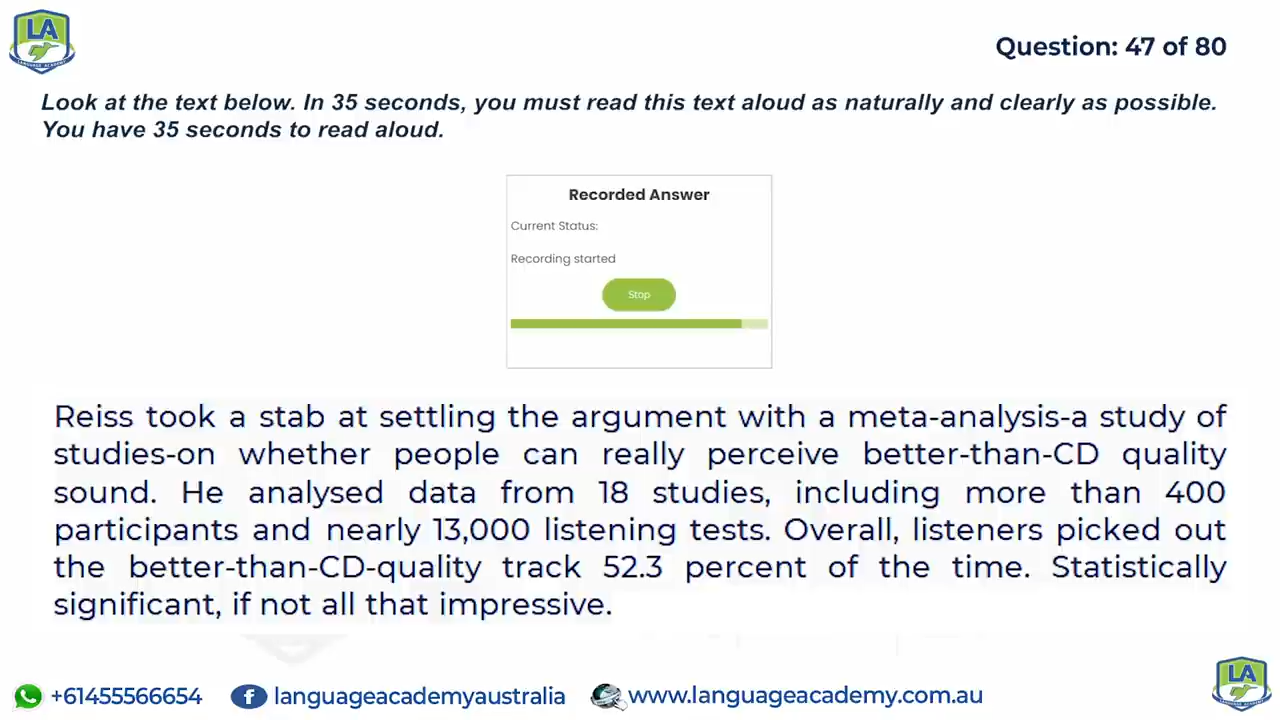 LA
LANGUAGE ACADEMY
Question: 47 of 80
Look at the text below. In 35 seconds, you must read this text aloud as naturally and clearly as possible.
You have 35 seconds to read aloud.
Recorded Answer
Current Status:
Recording started
Stop
Reiss took a stab at settling the argument with a meta-analysis-a study of
studies-on whether people can really perceive better-than-CD quality
sound. He analysed data from 18 studies, including more than 400
participants and nearly 13,000 listening tests. Overall, listeners picked out
the better-than-CD-quality track 52.3 percent of the time. Statistically
significant, if not all that impressive.
+61455566654
languageacademyaustralia
www.languageacademy.com.au
LA